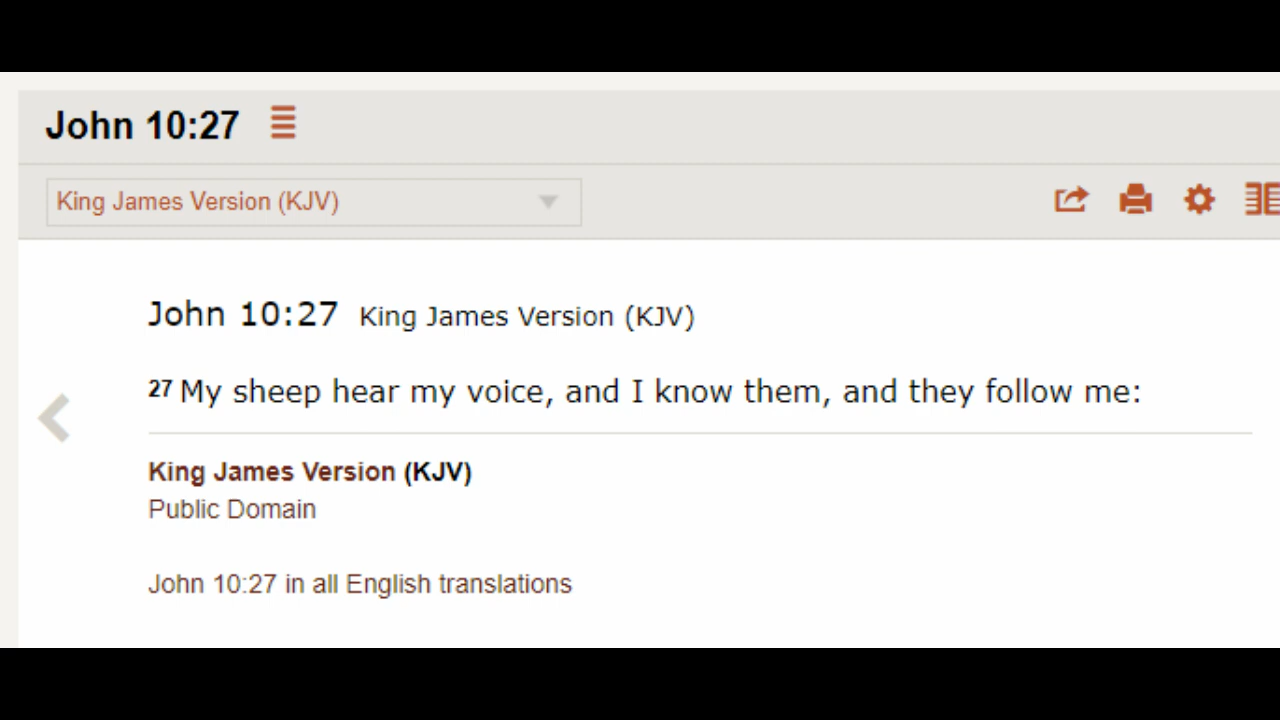 John 10:27
King James Version (KJV)
John 10:27 King James Version (KJV)
27 My sheep hear my voice, and I know them, and they follow me:
King James Version (KJV)
Public Domain
John 10:27 in all English translations